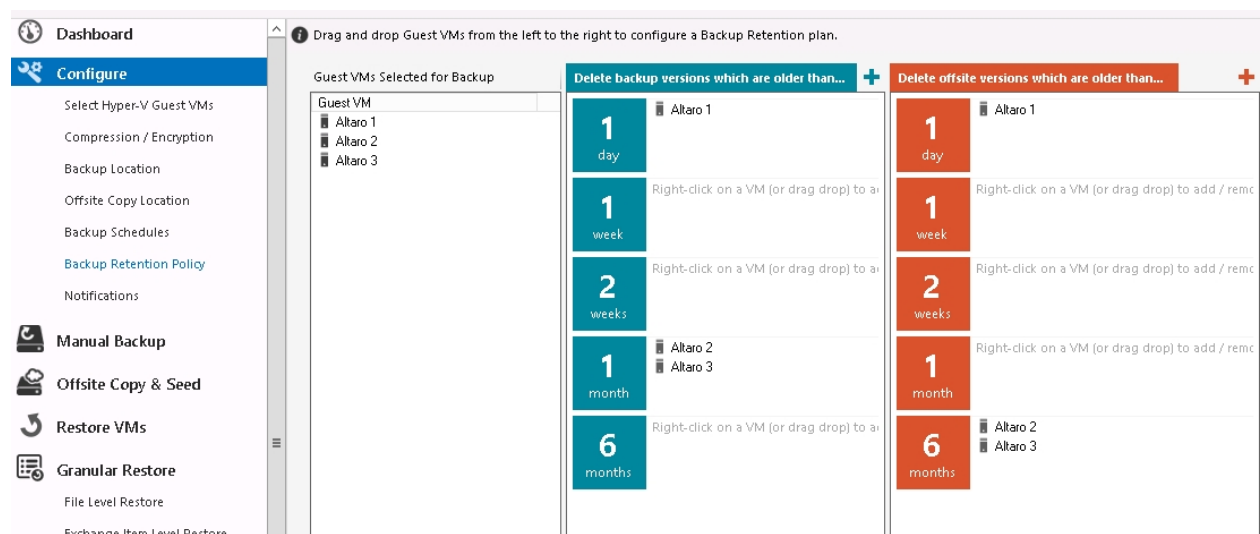 Dashboard
Configure
Select Hyper-V Guest VMs
Compression / Encryption
Backup Location
Offsite Copy Location
Backup Schedules
Backup Retention Policy
Notifications
Manual Backup
Offsite Copy & Seed
Restore VMs
Granular Restore
File Level Restore
Exchange Item Level Restore
Drag and drop Guest VMs from the left to the right to configure a Backup Retention plan.
Guest VMs Selected for Backup
Guest VM
Altaro 1
Altaro 2
Altaro 3
Delete backup versions which are older than...
1
day
Altaro 1
1
week
Right-click on a VM (or drag drop) to
2
weeks
Right-click on a VM (or drag drop) to
1
month
Altaro 2
Altaro 3
6
months
Right-click on a VM (or drag drop) to
Delete offsite versions which are older than...
1
day
Altaro 1
1
week
Right-click on a VM (or drag drop) to add /
2
weeks
Right-click on a VM (or drag drop) to add /
1
month
Right-click on a VM (or drag drop) to add /
6
months
Altaro 2
Altaro 3